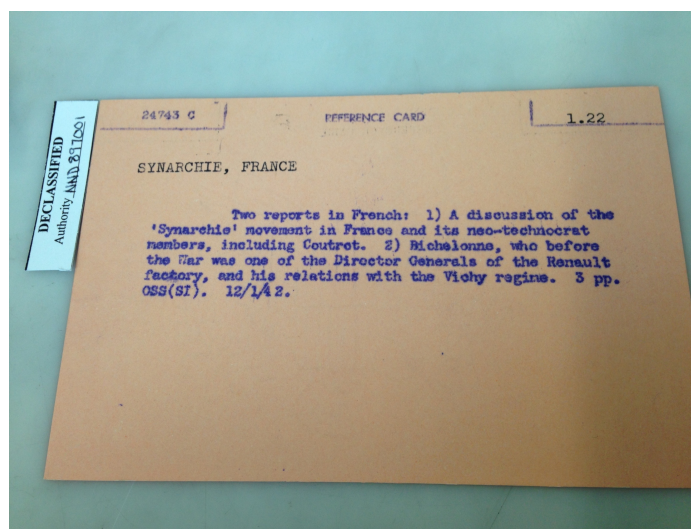 DECLASSIFIED
Authority NND 897001
24743 C
REFERENCE CARD
1.22
SYNARCHIE, FRANCE
Two reports in French: 1) A discussion of the
'Synarchie' movement in France and its neo-technocrat
members, including Coutrot. 2) Bichelonne, who before
the War was one of the Director Generals of the Renault
factory, and his relations with the Vichy regime. 3 pp.
OSS(SI). 12/1/42.